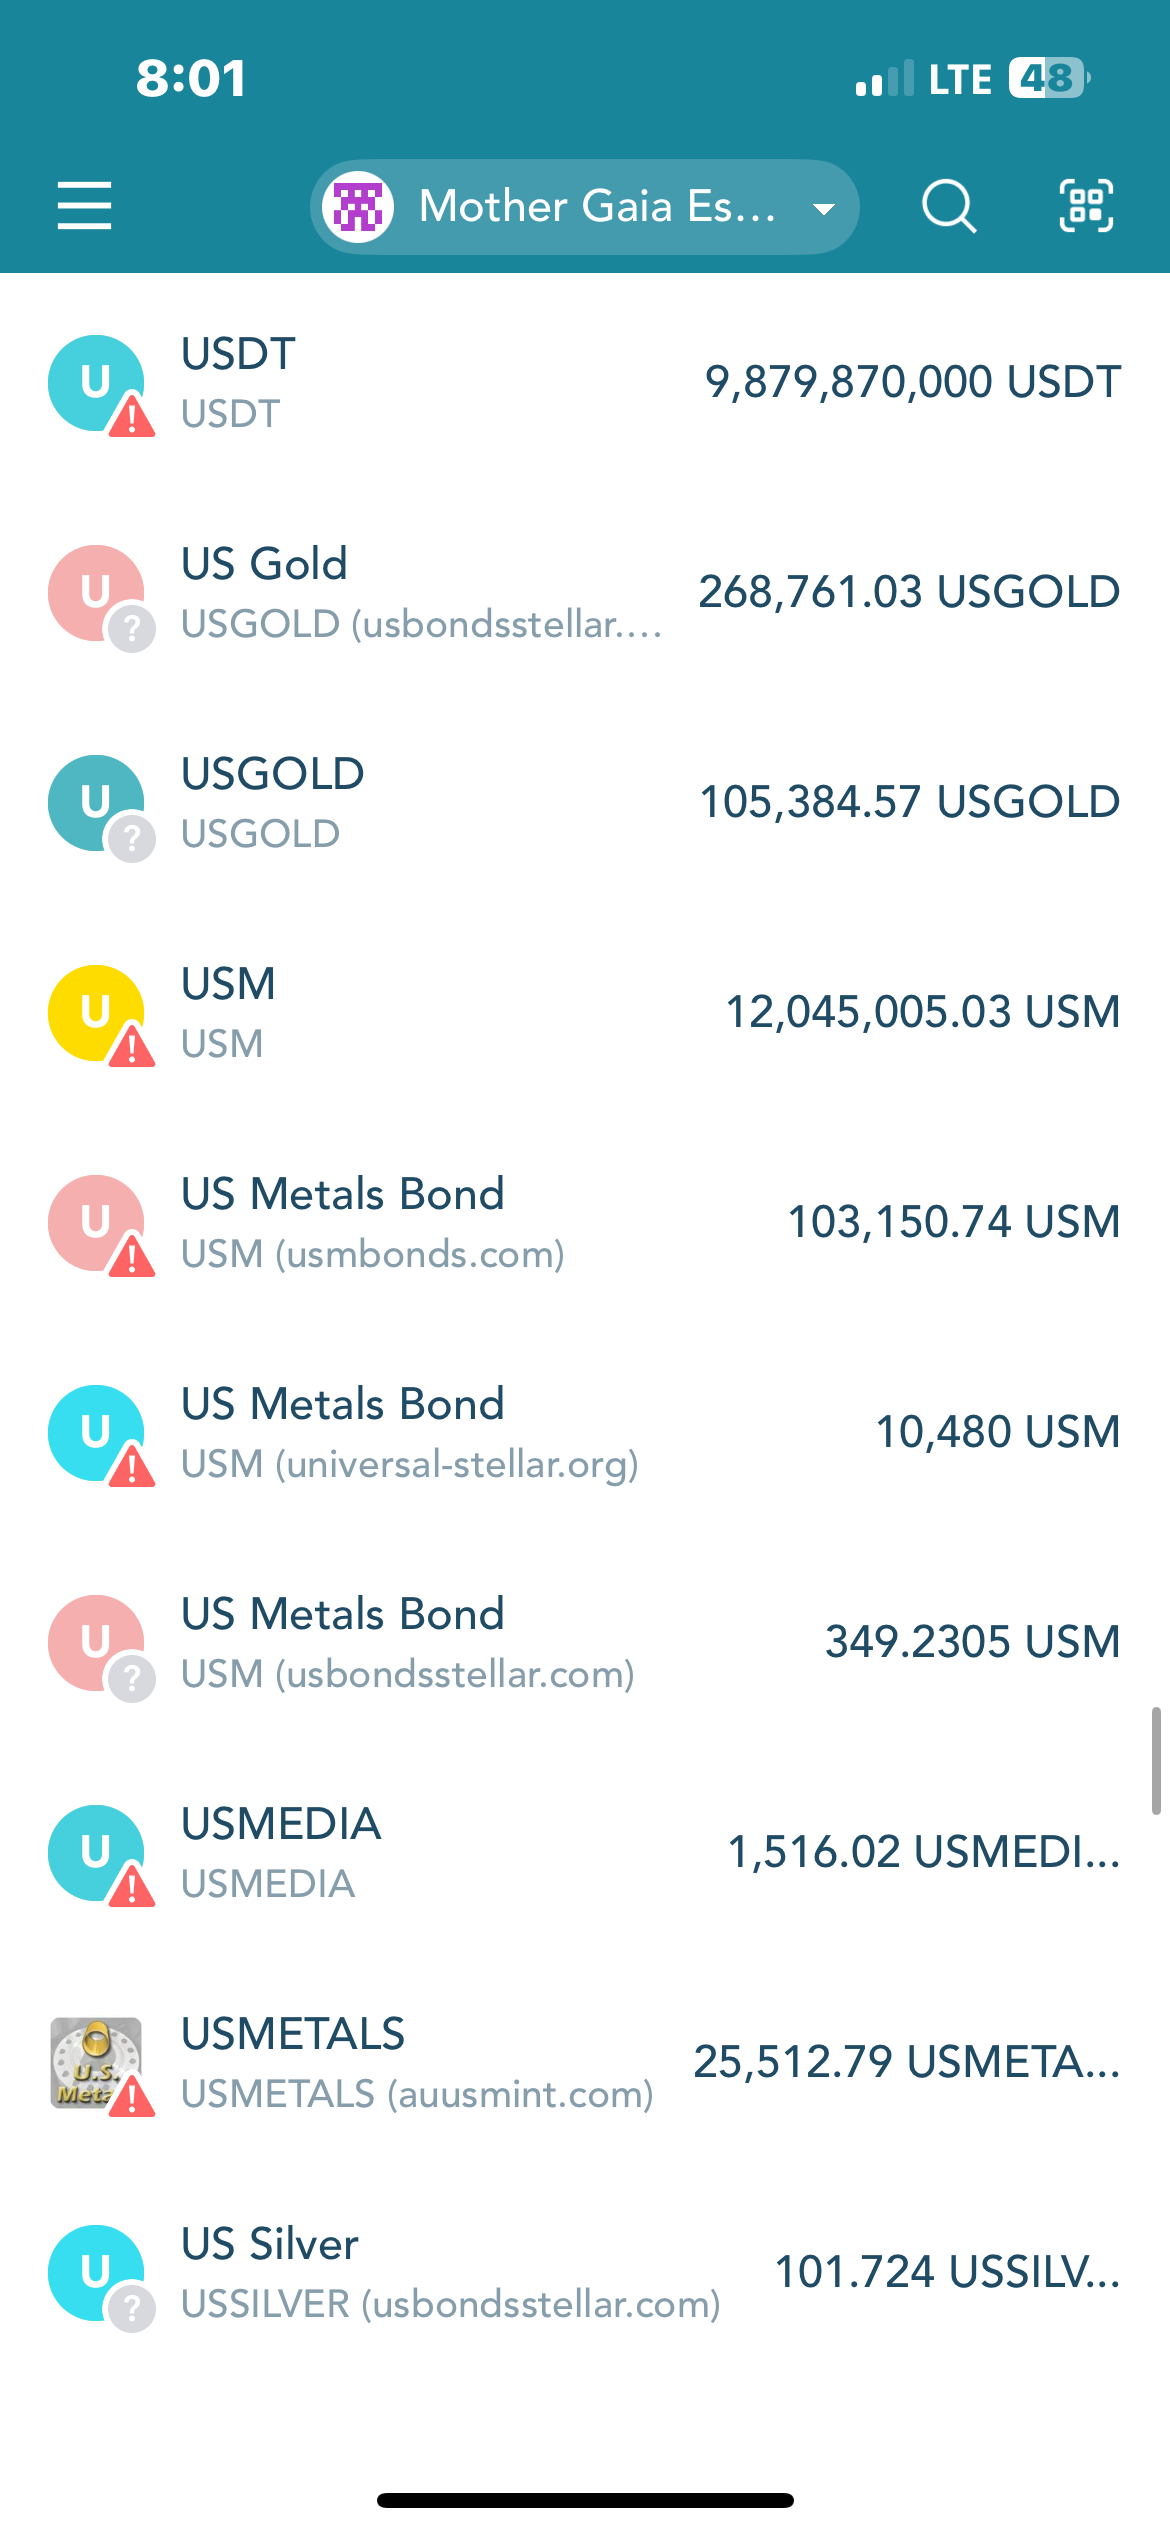 8:01 LTE 48
Mother Gaia Es...
U USDT
USDT
9,879,870,000 USDT
U US Gold
USGOLD (usbondsstellar....
268,761.03 USGOLD
? 
U USGOLD
USGOLD
105,384.57 USGOLD
?
U USM
USM
12,045,005.03 USM
U US Metals Bond
USM (usmbonds.com)
103,150.74 USM
U US Metals Bond
USM (universal-stellar.org)
10,480 USM
U US Metals Bond
USM (usbondsstellar.com)
349.2305 USM
?
U USMEDIA
USMEDIA
1,516.02 USMEDI...
U.S.
Meta
USMETALS
USMETALS (auusmint.com)
25,512.79 USMETA...
U US Silver
USSILVER (usbondsstellar.com)
101.724 USSILV...
?